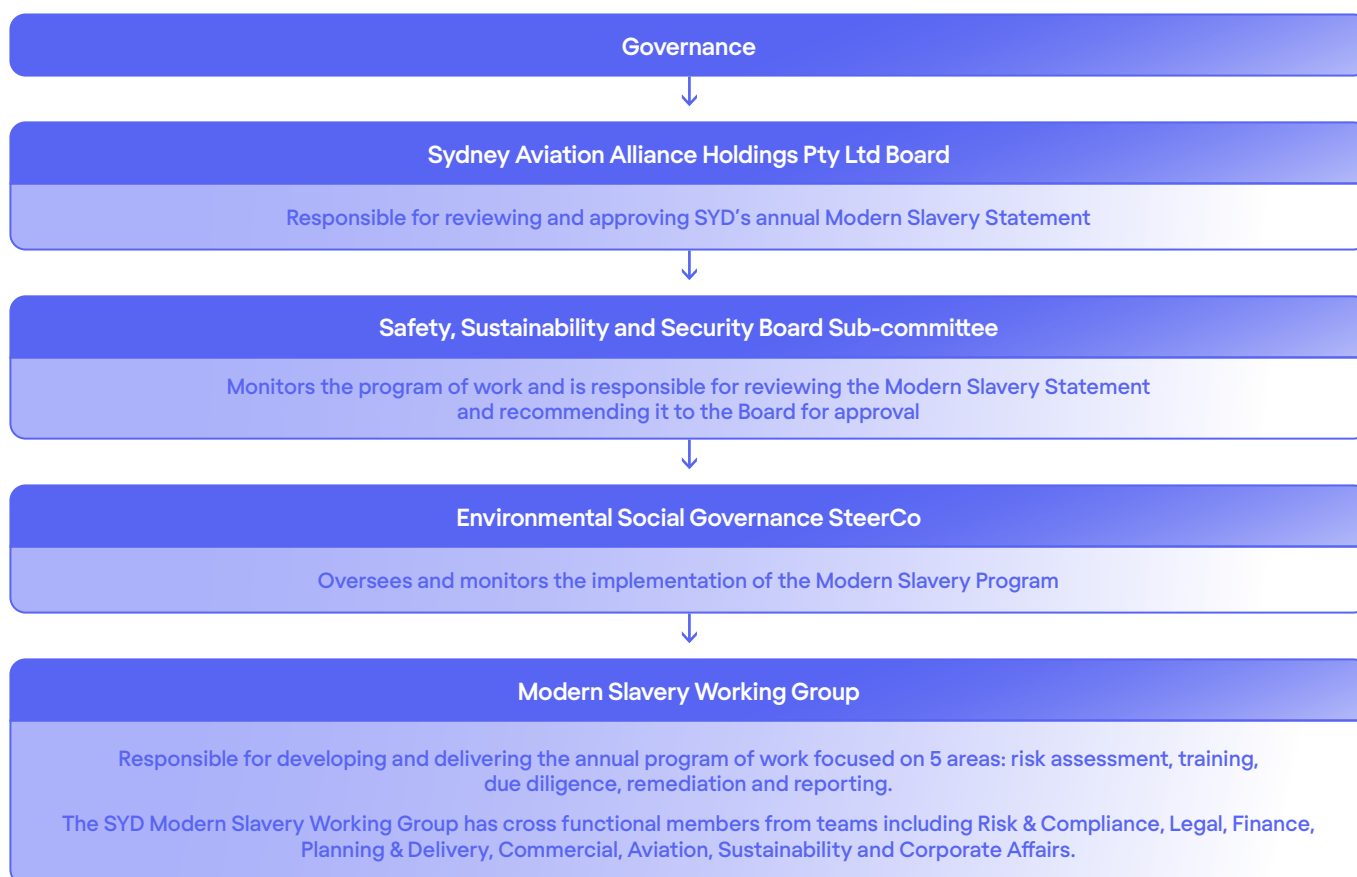 Governance
Sydney Aviation Alliance Holdings Pty Ltd Board
Responsible for reviewing and approving SYD’s annual Modern Slavery Statement
Safety, Sustainability and Security Board Sub-committee
Monitors the program of work and is responsible for reviewing the Modern Slavery Statement
and recommending it to the Board for approval
Environmental Social Governance SteerCo
Oversees and monitors the implementation of the Modern Slavery Program
Modern Slavery Working Group
Responsible for developing and delivering the annual program of work focused on 5 areas: risk assessment, training,
due diligence, remediation and reporting.
The SYD Modern Slavery Working Group has cross functional members from teams including Risk & Compliance, Legal, Finance,
Planning & Delivery, Commercial, Aviation, Sustainability and Corporate Affairs.